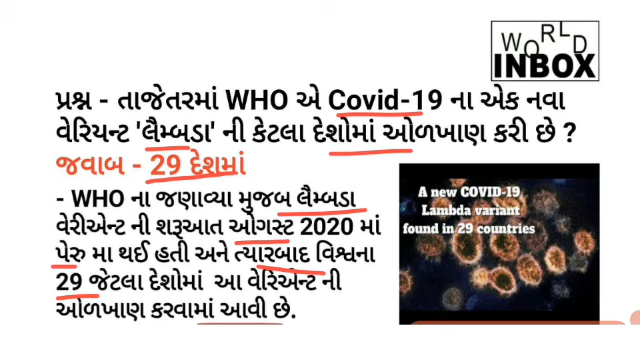 WORLD
INBOX
પ્રશ્ન - તાજેતરમાં WHO એ Covid-19 ના એક નવા
વેરિયન્ટ 'લૈમ્બડા' ની કેટલા દેશોમાં ઓળખાણ કરી છે ?
જવાબ - 29 દેશમાં
- WHO ના જણાવ્યા મુજબ લૈમ્બડા
વેરીએન્ટ ની શરૂઆત ઓગસ્ટ 2020 માં
પેરુ મા થઈ હતી અને ત્યારબાદ વિશ્વના
29 જેટલા દેશોમાં આ વેરિએન્ટ ની
ઓળખાણ કરવામાં આવી છે.
A new COVID-19
Lambda variant
found in 29 countries